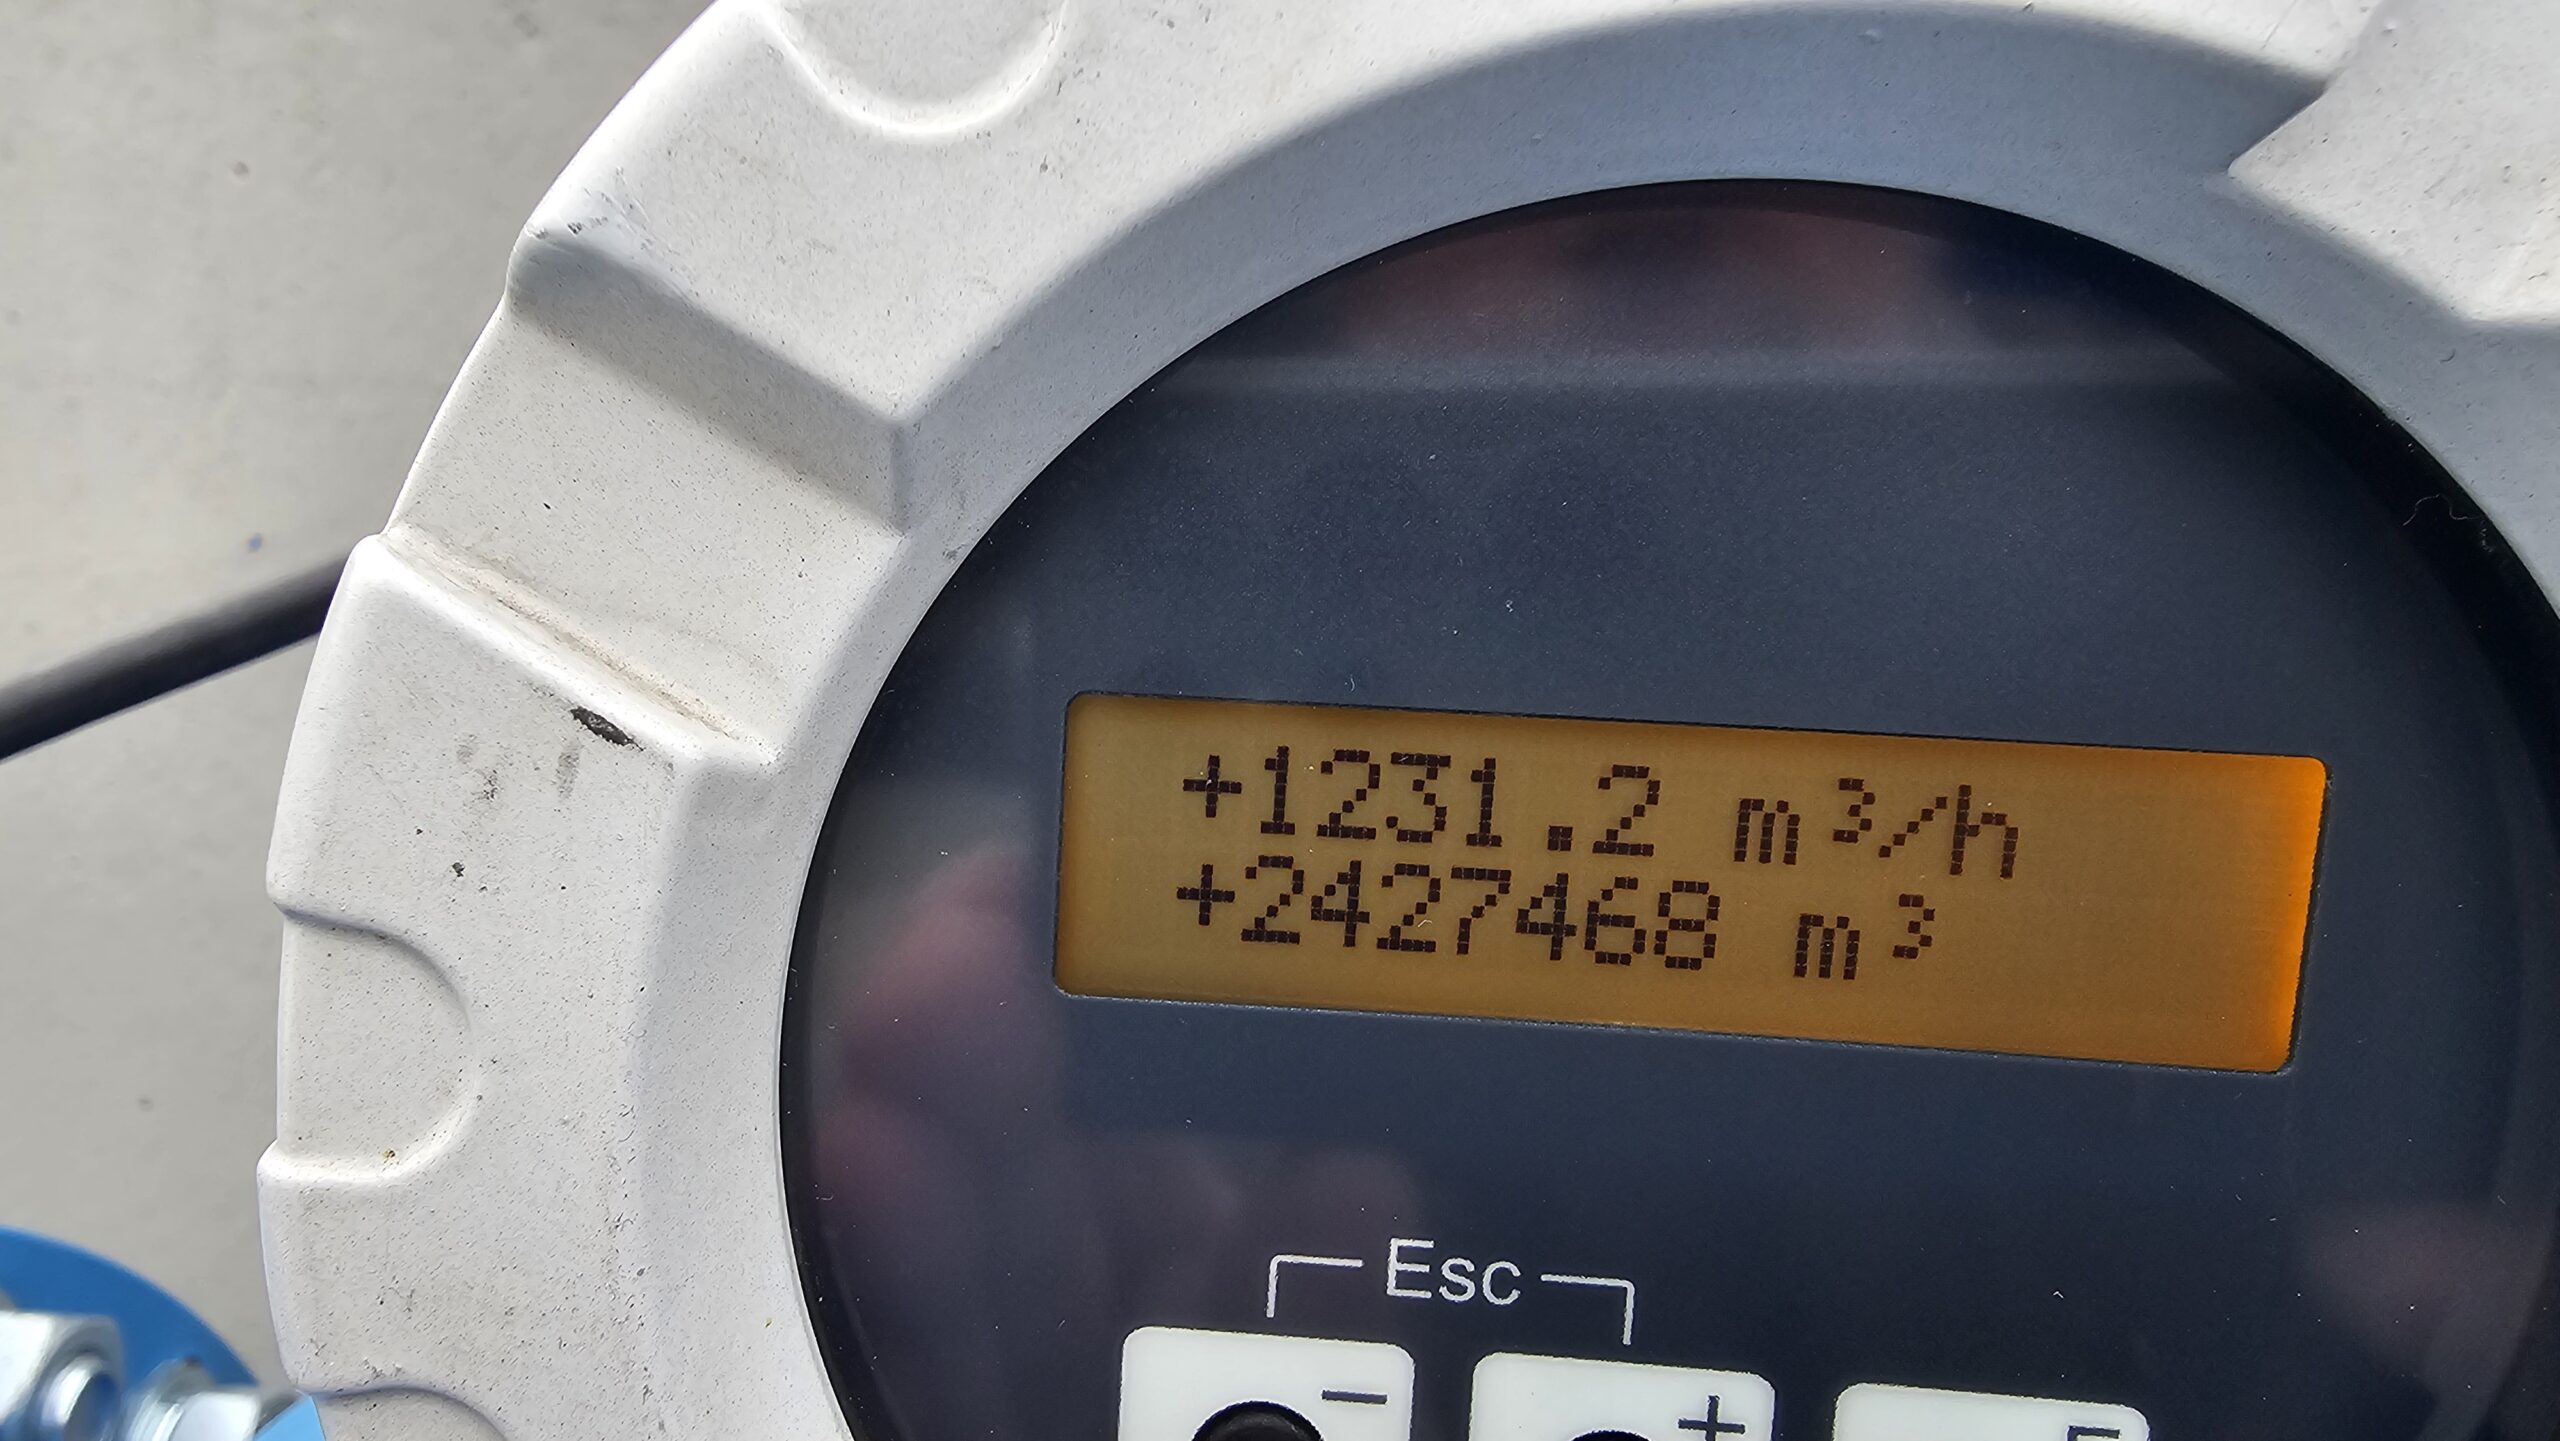 +1231.2 m³/h
+2427468 m³
Esc
- +